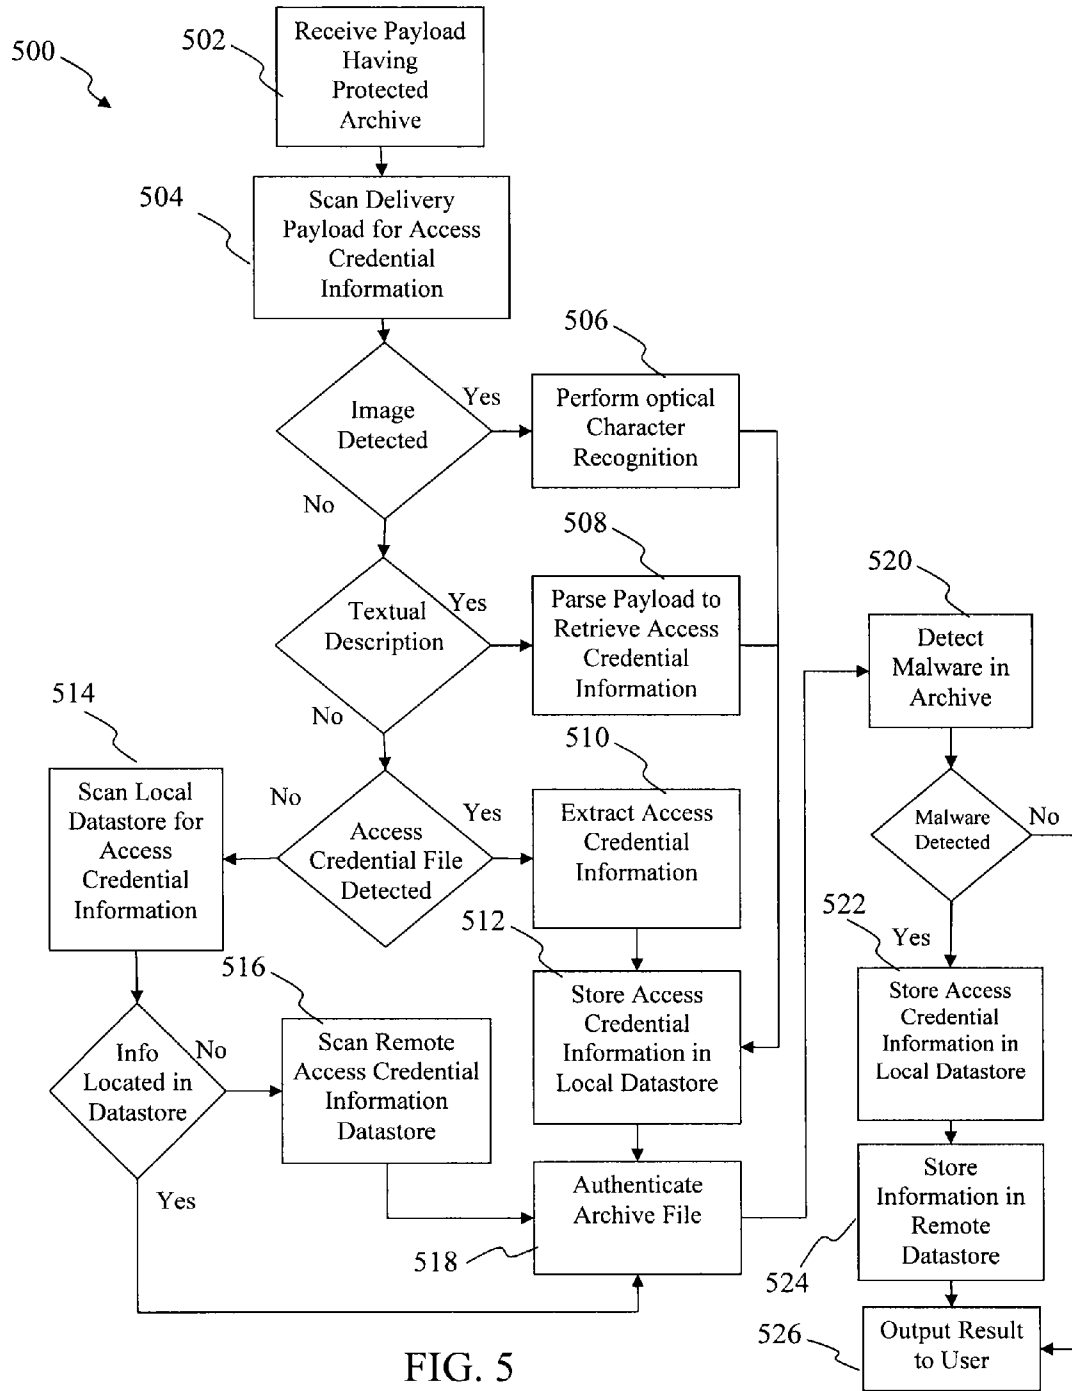 500
502
Receive Payload
Having
Protected
Archive
504
Scan Delivery
Payload for Access
Credential
Information
Image
Detected
Yes
No
506
Perform optical
Character
Recognition
Textual
Description
Yes
No
508
Parse Payload to
Retrieve Access
Credential
Information
Access
Credential File
Detected
Yes
No
510
Extract Access
Credential
Information
512
Store Access
Credential
Information in
Local Datastore
514
Scan Local
Datastore for
Access
Credential
Information
Info
Located in
Datastore
No
Yes
516
Scan Remote
Access Credential
Information
Datastore
Authenticate
Archive File
518
520
Detect
Malware in
Archive
Malware
Detected
No
Yes
522
Store Access
Credential
Information in
Local Datastore
Store
Information in
Remote
Datastore
524
Output Result
to User
526
FIG. 5